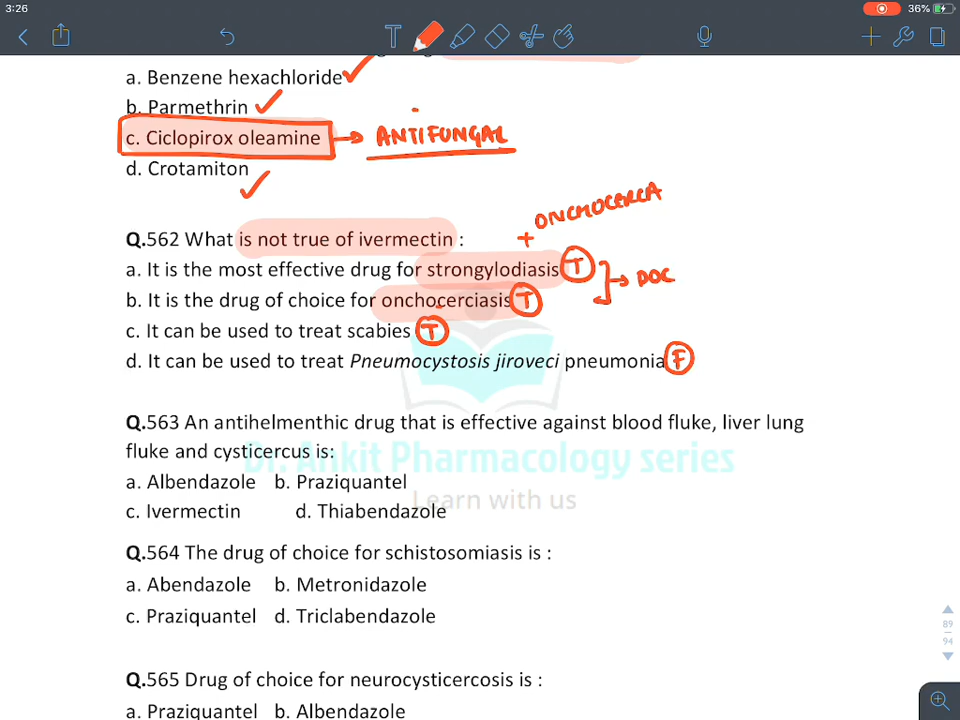 3:26
36%
a. Benzene hexachloride
b. Parmethrin
c. Ciclopirox oleamine → ANTIFUNGAL
d. Crotamiton
+ ONCHOCERCA
Q.562 What is not true of ivermectin :
a. It is the most effective drug for strongylodiasis T
b. It is the drug of choice for onchocerciasis T → DOC
c. It can be used to treat scabies T
d. It can be used to treat Pneumocystosis jiroveci pneumonia F
Q.563 An antihelmenthic drug that is effective against blood fluke, liver lung
fluke and cysticercus is:
Dr. Ankit Pharmacology series
a. Albendazole b. Praziquantel
Learn with us
c. Ivermectin d. Thiabendazole
Q.564 The drug of choice for schistosomiasis is :
a. Abendazole b. Metronidazole
c. Praziquantel d. Triclabendazole
89
94
Q.565 Drug of choice for neurocysticercosis is :
a. Praziquantel b. Albendazole